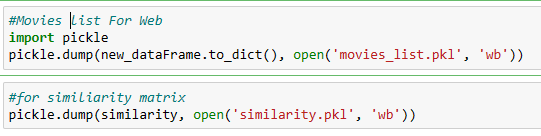 #Movies list For Web
import pickle
pickle.dump(new_dataFrame.to_dict(), open('movies_list.pkl', 'wb'))
#for similiarity matrix
pickle.dump(similarity, open('similarity.pkl', 'wb'))